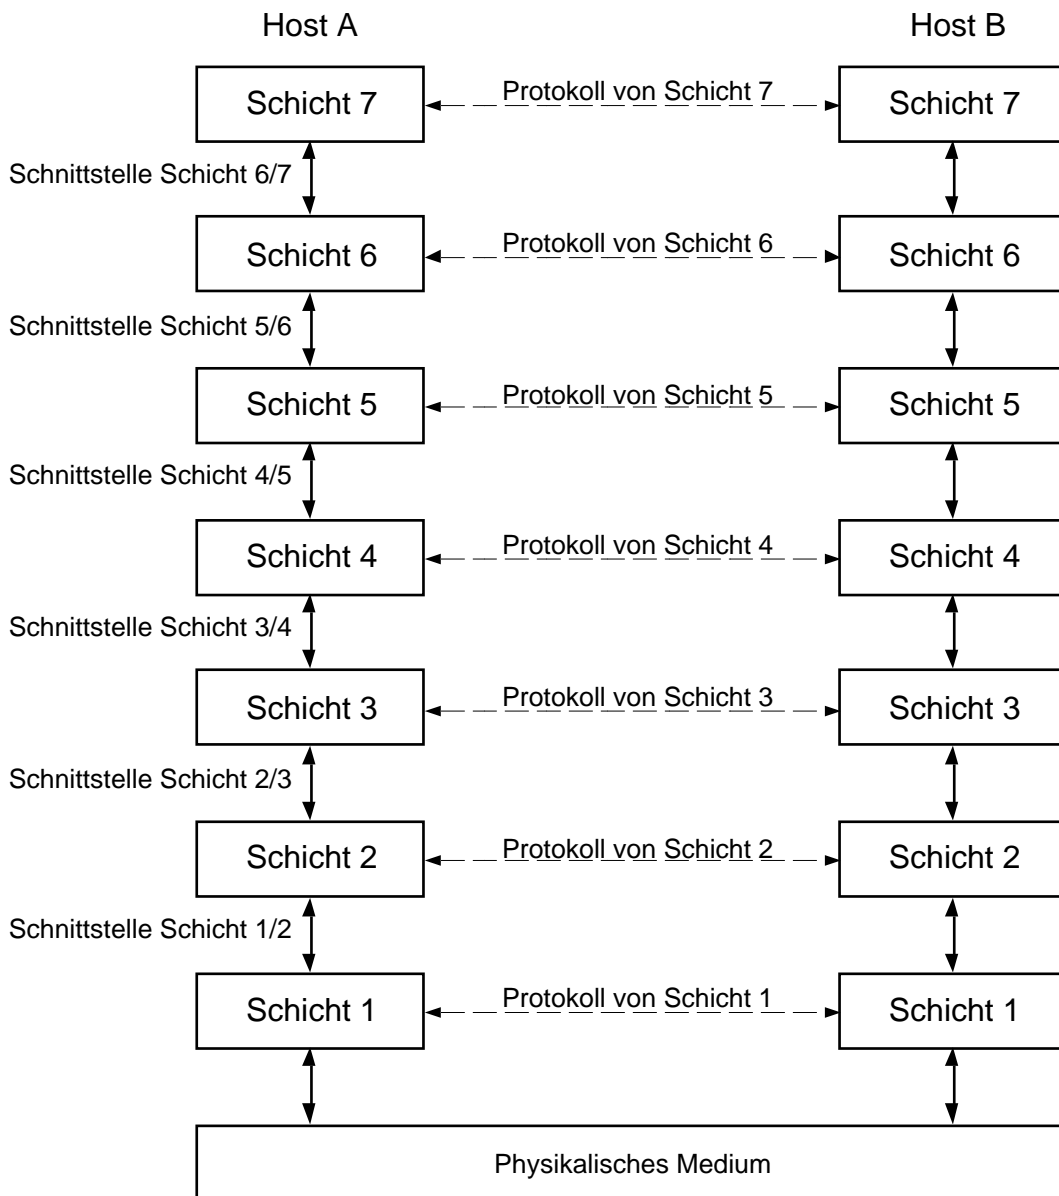 Host A
Host B
Schicht 7
Protokoll von Schicht 7
Schicht 7
Schnittstelle Schicht 6/7
Schicht 6
Protokoll von Schicht 6
Schicht 6
Schnittstelle Schicht 5/6
Schicht 5
Protokoll von Schicht 5
Schicht 5
Schnittstelle Schicht 4/5
Schicht 4
Protokoll von Schicht 4
Schicht 4
Schnittstelle Schicht 3/4
Schicht 3
Protokoll von Schicht 3
Schicht 3
Schnittstelle Schicht 2/3
Schicht 2
Protokoll von Schicht 2
Schicht 2
Schnittstelle Schicht 1/2
Schicht 1
Protokoll von Schicht 1
Schicht 1
Physikalisches Medium